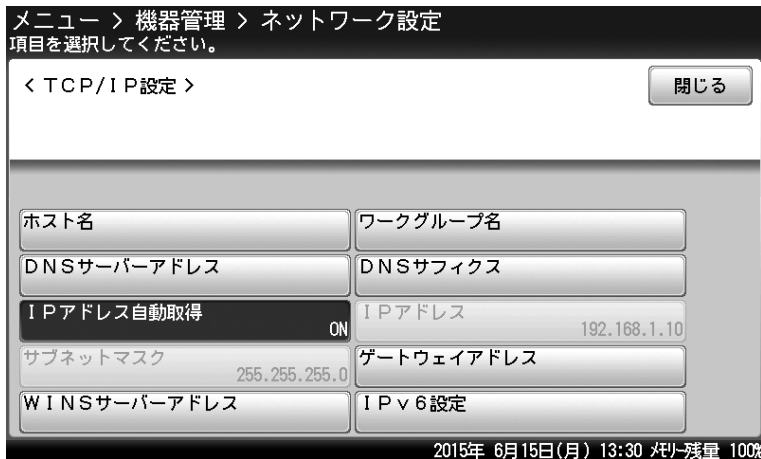 メニュー > 機器管理 > ネットワーク設定
項目を選択してください。
<TCP/IP設定>
閉じる
ホスト名
ワークグループ名
DNSサーバーアドレス
DNSサフィクス
IPアドレス自動取得
ON
IPアドレス
192.168.1.10
サブネットマスク
255.255.255.0
ゲートウェイアドレス
WINSサーバーアドレス
IPv6設定
2015年 6月15日(月) 13:30 メモリー残量 100%